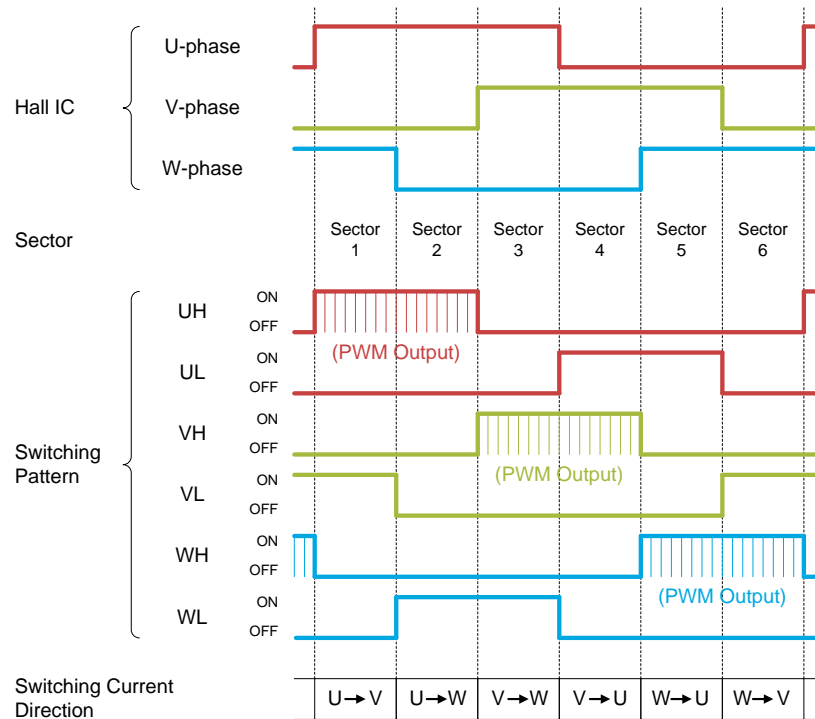 U-phase
Hall IC
V-phase
W-phase
Sector
Sector 1
Sector 2
Sector 3
Sector 4
Sector 5
Sector 6
Switching Pattern
UH
ON
OFF
(PWM Output)
UL
ON
OFF
VH
ON
OFF
(PWM Output)
VL
ON
OFF
WH
ON
OFF
(PWM Output)
WL
ON
OFF
Switching Current Direction
U→V
U→W
V→W
V→U
W→U
W→V